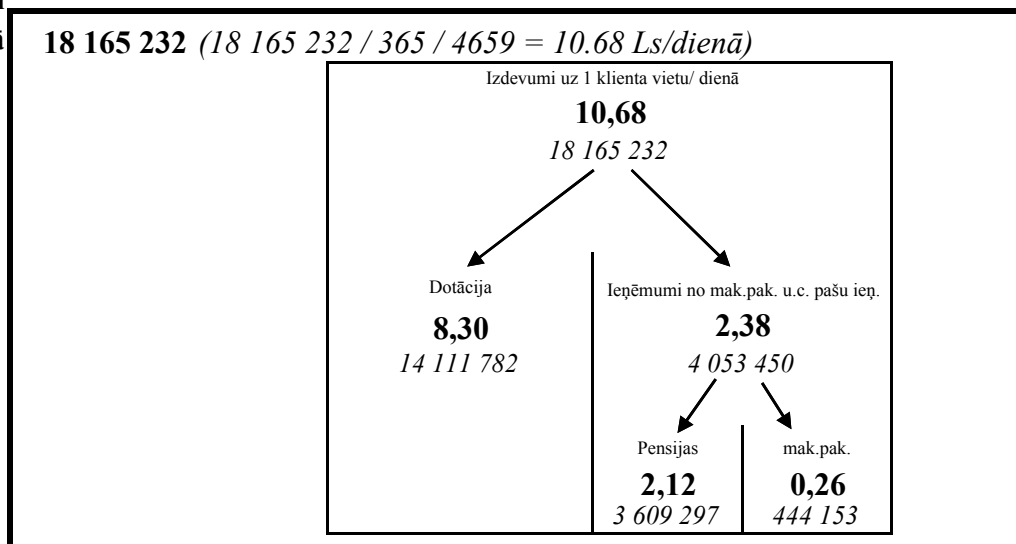 18 165 232 (18 165 232 / 365 / 4659 = 10.68 Ls/dienā)
Izdevumi uz 1 klienta vietu/ dienā
10,68
18 165 232
Dotācija
8,30
14 111 782
Ieņēmumi no mak.pak. u.c. pašu ieņ.
2,38
4 053 450
Pensijas
2,12
3 609 297
mak.pak.
0,26
444 153